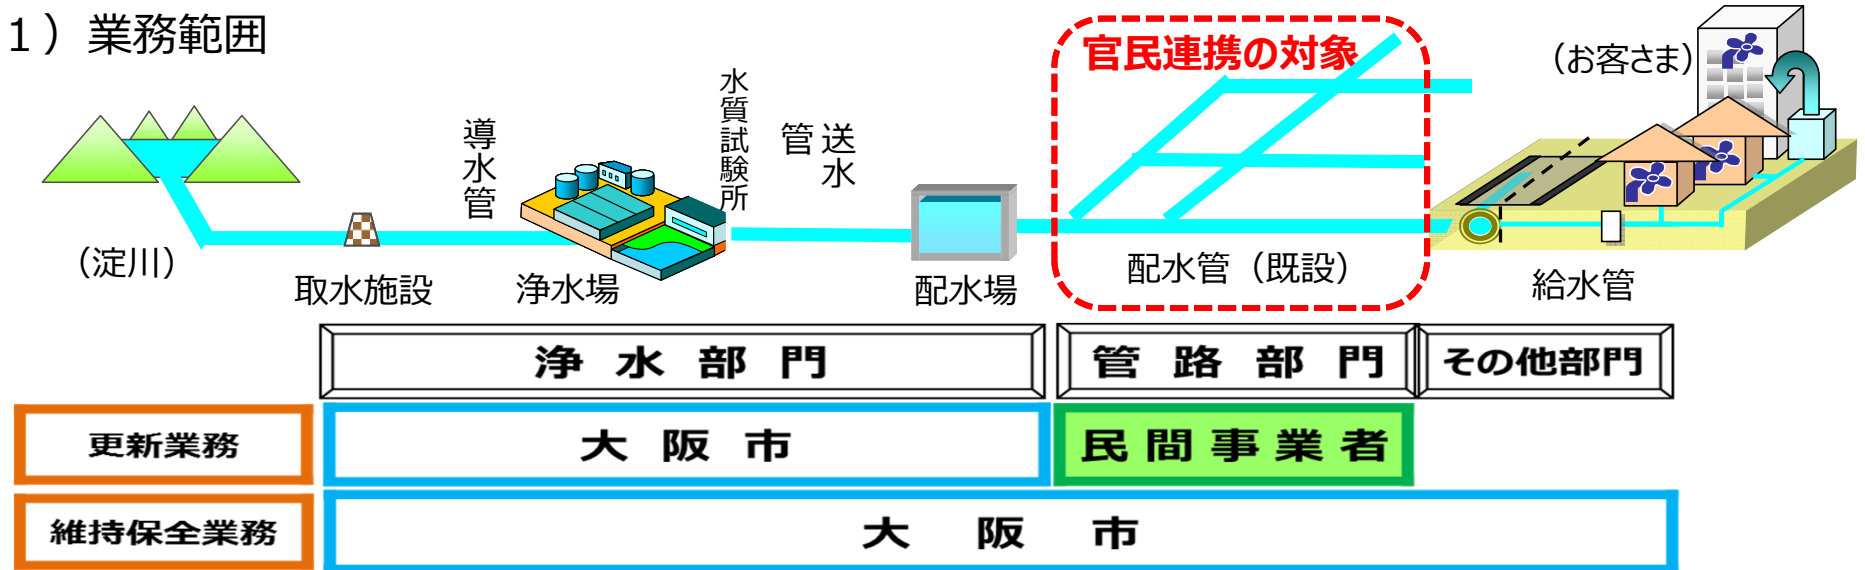 １）業務範囲
官民連携の対象
（お客さま）
導水管
水質試験所
送水管
（淀川）
取水施設
浄水場
配水場
配水管（既設）
給水管
浄水部門
管路部門
その他部門
更新業務
大阪市
民間事業者
維持保全業務
大阪市